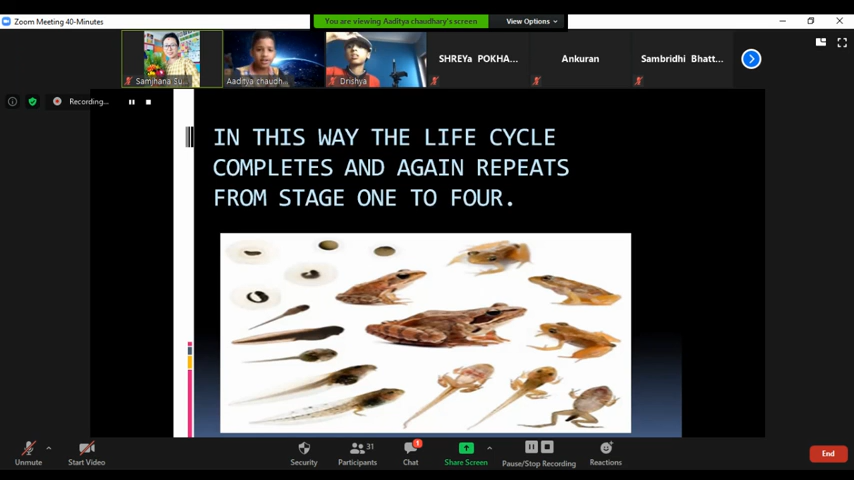 Zoom Meeting 40-Minutes
You are viewing Aaditya chaudhary's screen
View Options
Samjhana Su...
Aaditya chaudh...
Drishya
SHREYa POKHA...
Ankuran
Sambridhi Bhatt...
Recording...
IN THIS WAY THE LIFE CYCLE
COMPLETES AND AGAIN REPEATS
FROM STAGE ONE TO FOUR.
Unmute
Start Video
Security
Participants
31
Chat
1
Share Screen
Pause/Stop Recording
Reactions
End